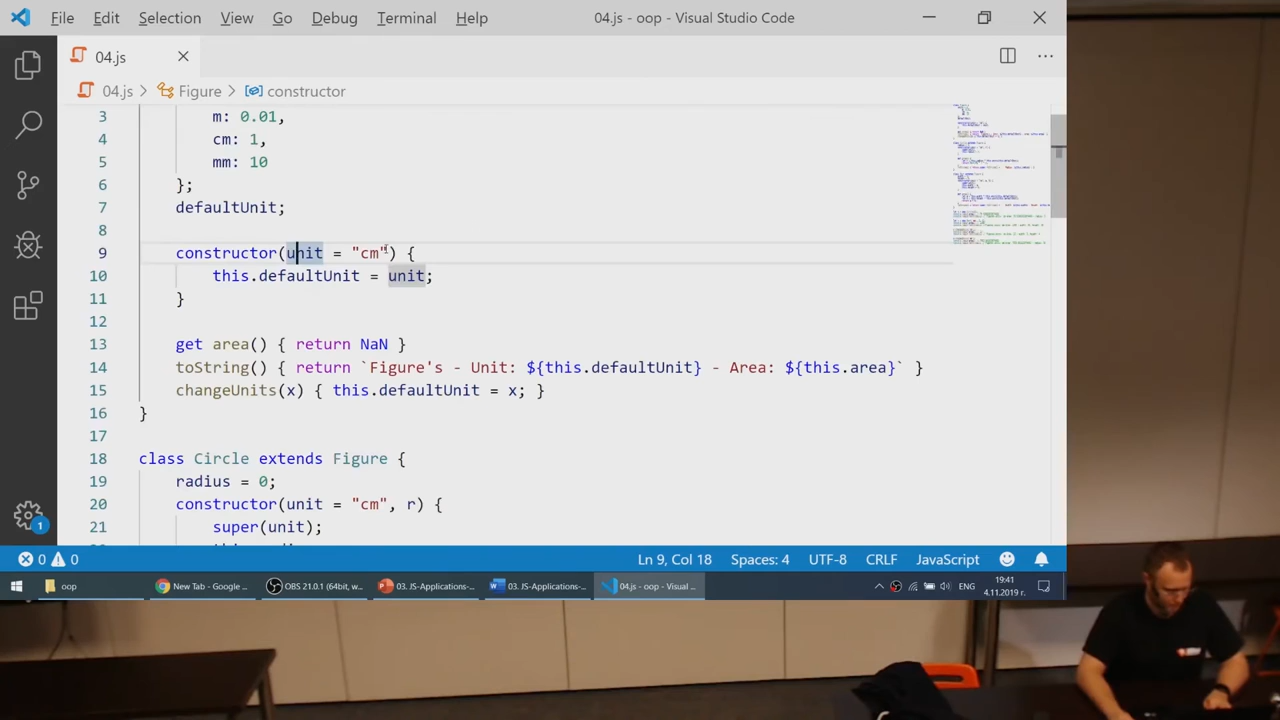 File Edit Selection View Go Debug Terminal Help 04.js - oop - Visual Studio Code
04.js
04.js > Figure > constructor
3 m: 0.01,
4 cm: 1,
5 mm: 10
6 };
7 defaultUnit;
8
9 constructor(unit = "cm") {
10 this.defaultUnit = unit;
11 }
12
13 get area() { return NaN }
14 toString() { return `Figure's - Unit: ${this.defaultUnit} - Area: ${this.area}` }
15 changeUnits(x) { this.defaultUnit = x; }
16 }
17
18 class Circle extends Figure {
19 radius = 0;
20 constructor(unit = "cm", r) {
21 super(unit);
1
0 0 Ln 9, Col 18 Spaces: 4 UTF-8 CRLF JavaScript
oop New Tab - Google ... OBS 21.0.1 (64bit, w... 03. JS-Applications-... 03. JS-Applications-... 04.js - oop - Visual ... ENG 19:41
4.11.2019 г.